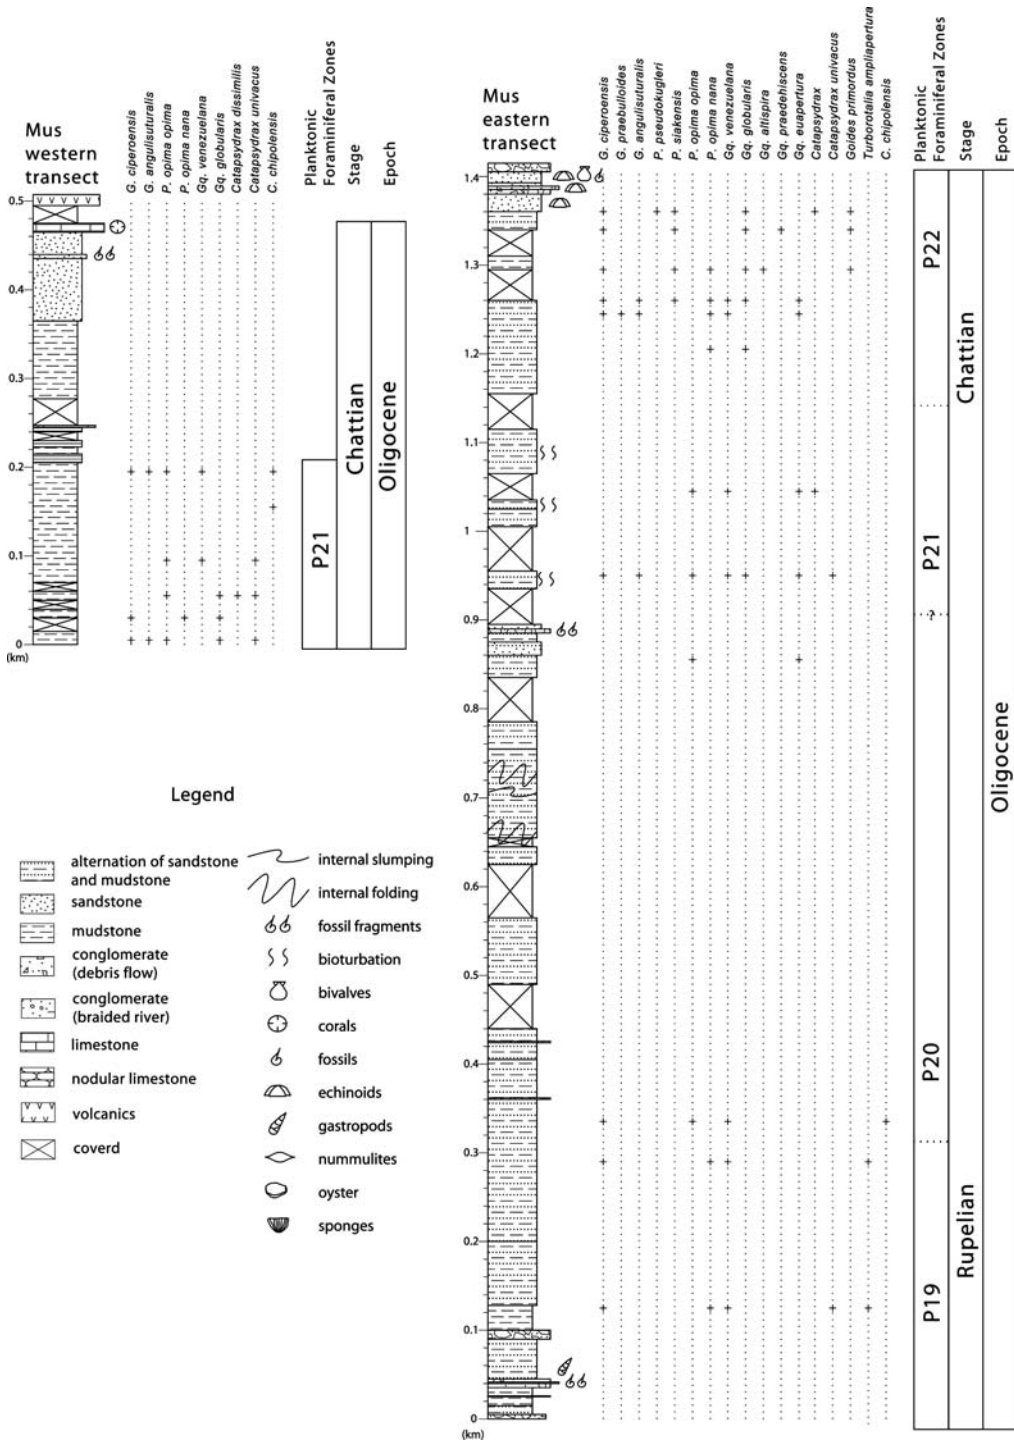 Mus
western
transect
G. ciperoensis
G. angulisuturalis
P. opima opima
P. opima nana
Gq. venezuelana
Gq. globularis
Catapsydrax dissimilis
Catapsydrax univacus
C. chipolensis
Planktonic
Foraminiferal Zones
Stage
Epoch
0.5
0.4
0.3
0.2
0.1
0
(km)
P21
Chattian
Oligocene
Mus
eastern
transect
G. ciperoensis
G. praebulloides
G. angulisuturalis
P. pseudokugleri
P. siakensis
P. opima opima
P. opima nana
Gq. venezuelana
Gq. globularis
Gq. altispira
Gq. praedehiscens
Gq. euapertura
Catapsydrax
Catapsydrax univacus
Goides primordus
Turborotalia ampliapertura
C. chipolensis
Planktonic
Foraminiferal Zones
Stage
Epoch
1.4
1.3
1.2
1.1
1
0.9
0.8
0.7
0.6
0.5
0.4
0.3
0.2
0.1
0
(km)
P22
P21
?
P20
P19
Chattian
Rupelian
Oligocene
Legend
alternation of sandstone
and mudstone
sandstone
mudstone
conglomerate
(debris flow)
conglomerate
(braided river)
limestone
nodular limestone
volcanics
coverd
internal slumping
internal folding
fossil fragments
bioturbation
bivalves
corals
fossils
echinoids
gastropods
nummulites
oyster
sponges